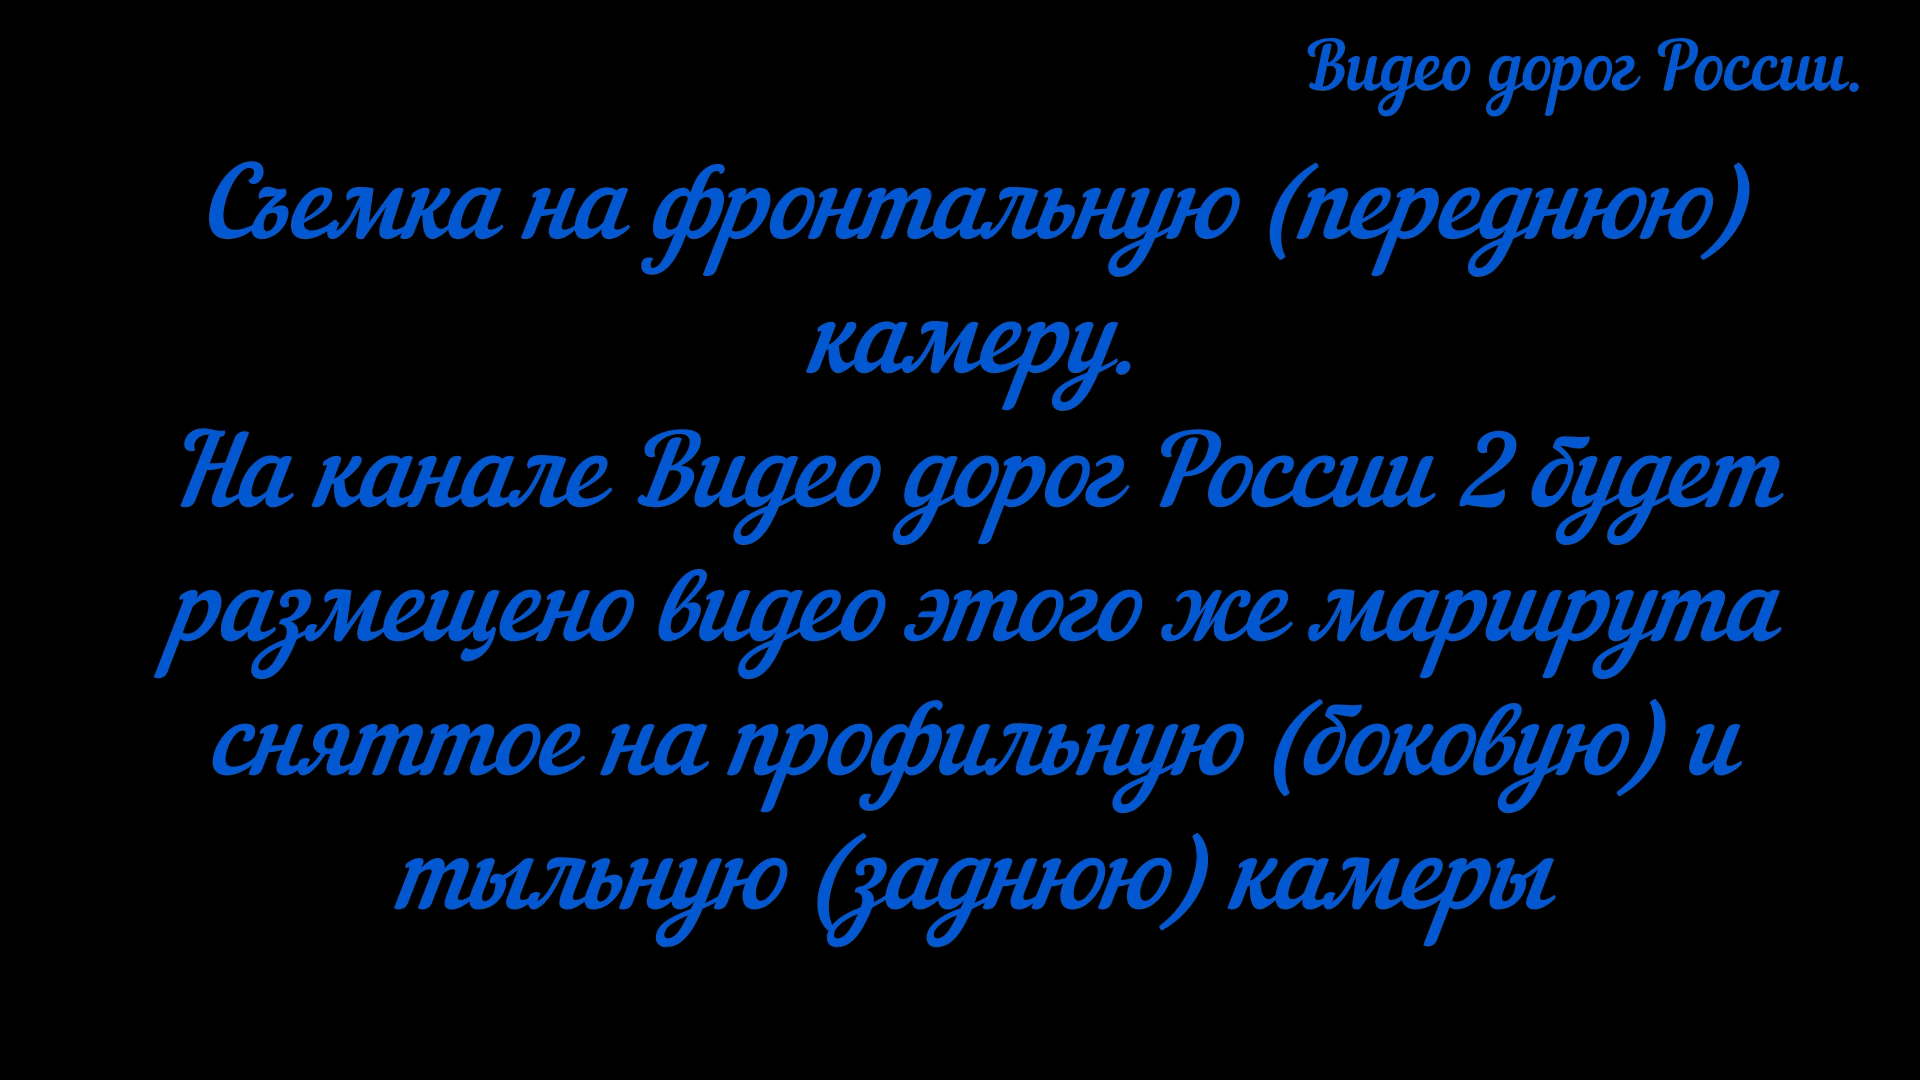 Видео дорог России.
Съемка на фронтальную (переднюю)
камеру.
На канале Видео дорог России 2 будет
размещено видео этого же маршрута
сняттое на профильную (боковую) и
тыльную (заднюю) камеры